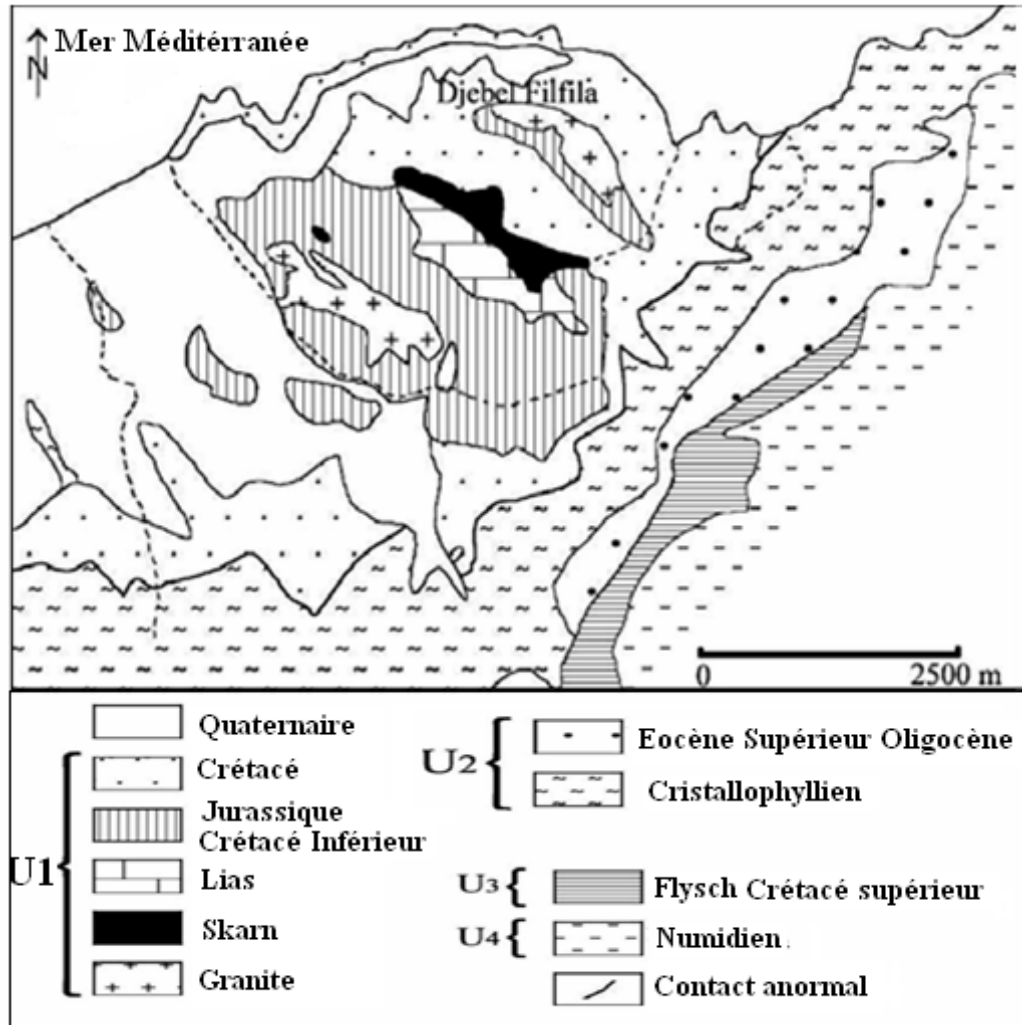 Mer Méditérranée
N
Djebel Filfila
0 2500 m
Quaternaire
U1
Crétacé
Jurassique
Crétacé Inférieur
Lias
Skarn
Granite
U2
Eocène Supérieur Oligocène
Cristallophyllien
U3
Flysch Crétacé supérieur
U4
Numidien
Contact anormal